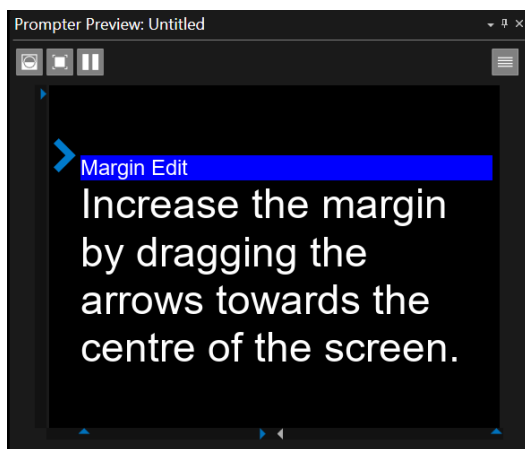 Prompter Preview: Untitled
Margin Edit
Increase the margin
by dragging the
arrows towards the
centre of the screen.